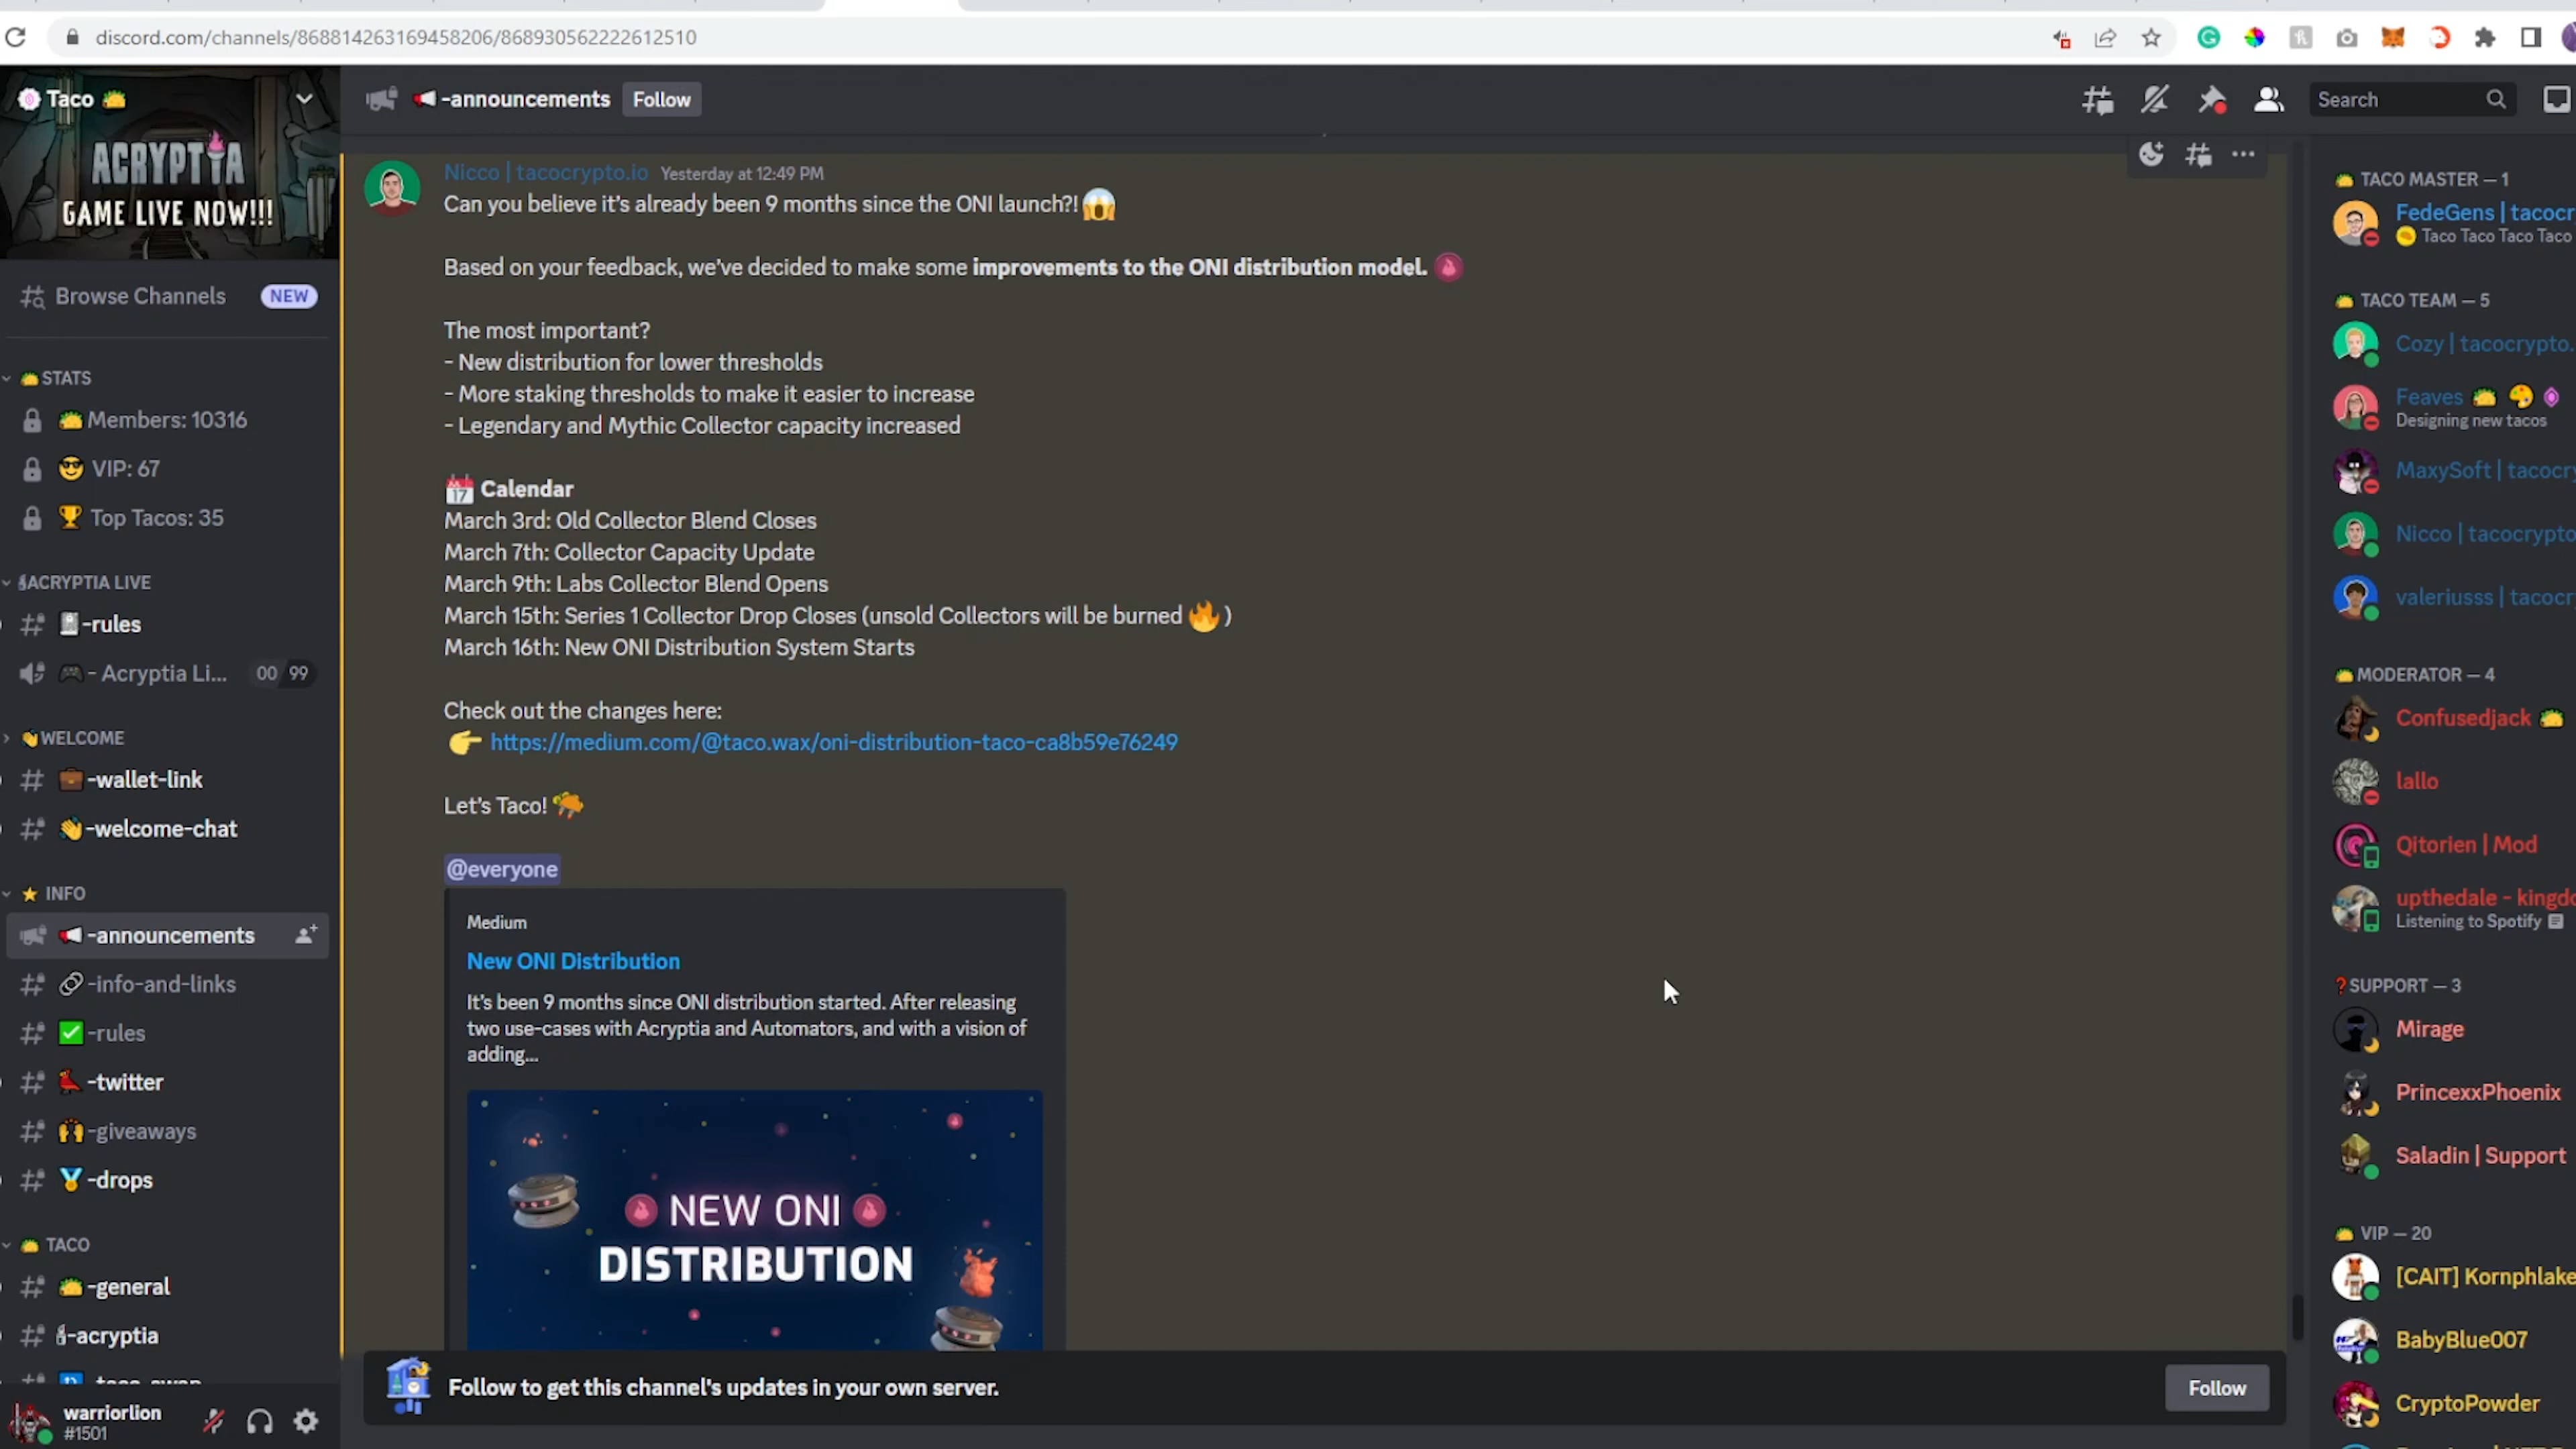 discord.com/channels/868814263169458206/868930562222612510
Taco
ACRYPTIA
GAME LIVE NOW!!!
Browse Channels NEW
STATS
Members: 10316
VIP: 67
Top Tacos: 35
ACRYPTIA LIVE
-rules
- Acryptia Li... 00 99
WELCOME
-wallet-link
-welcome-chat
INFO
-announcements
-info-and-links
-rules
-twitter
-giveaways
-drops
TACO
-general
-acryptia
warriorlion
#1501
-announcements Follow
Search
Nicco | tacocrypto.io Yesterday at 12:49 PM
Can you believe it's already been 9 months since the ONI launch?!
Based on your feedback, we've decided to make some improvements to the ONI distribution model.
The most important?
- New distribution for lower thresholds
- More staking thresholds to make it easier to increase
- Legendary and Mythic Collector capacity increased
17 Calendar
March 3rd: Old Collector Blend Closes
March 7th: Collector Capacity Update
March 9th: Labs Collector Blend Opens
March 15th: Series 1 Collector Drop Closes (unsold Collectors will be burned )
March 16th: New ONI Distribution System Starts
Check out the changes here:
https://medium.com/@taco.wax/oni-distribution-taco-ca8b59e76249
Let's Taco!
@everyone
Medium
New ONI Distribution
It's been 9 months since ONI distribution started. After releasing
two use-cases with Acryptia and Automators, and with a vision of
adding...
NEW ONI
DISTRIBUTION
Follow to get this channel's updates in your own server.
Follow
TACO MASTER — 1
FedeGens | tacocr
Taco Taco Taco Taco
TACO TEAM — 5
Cozy | tacocrypto.
Feaves
Designing new tacos
MaxySoft | tacocry
Nicco | tacocrypto
valeriusss | tacocr
MODERATOR — 4
Confusedjack
lallo
Qitorien | Mod
upthedale - kingdo
Listening to Spotify
SUPPORT — 3
Mirage
PrincexxPhoenix
Saladin | Support
VIP — 20
[CAIT] Kornphlake
BabyBlue007
CryptoPowder